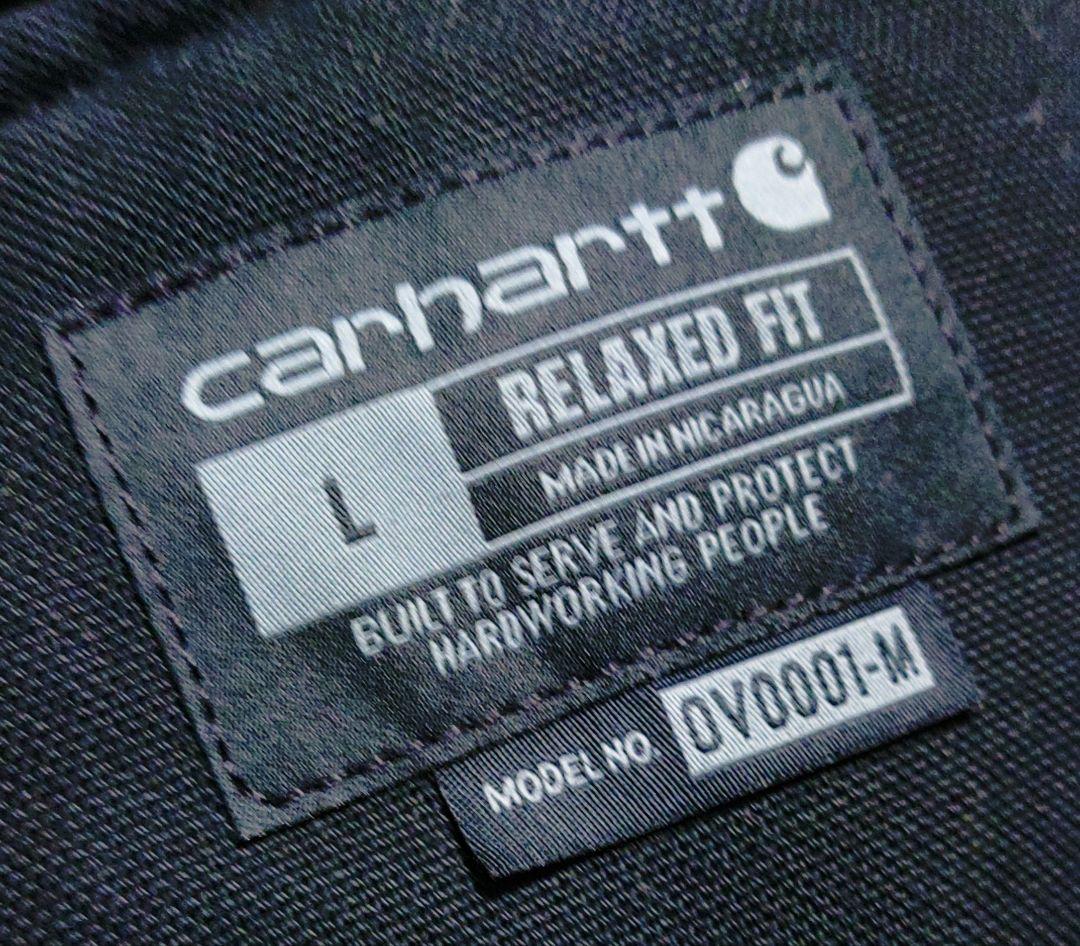 carhartt
L
RELAXED FIT
MADE IN NICARAGUA
BUILT TO SERVE AND PROTECT
HARDWORKING PEOPLE
MODEL NO. OV0001-M